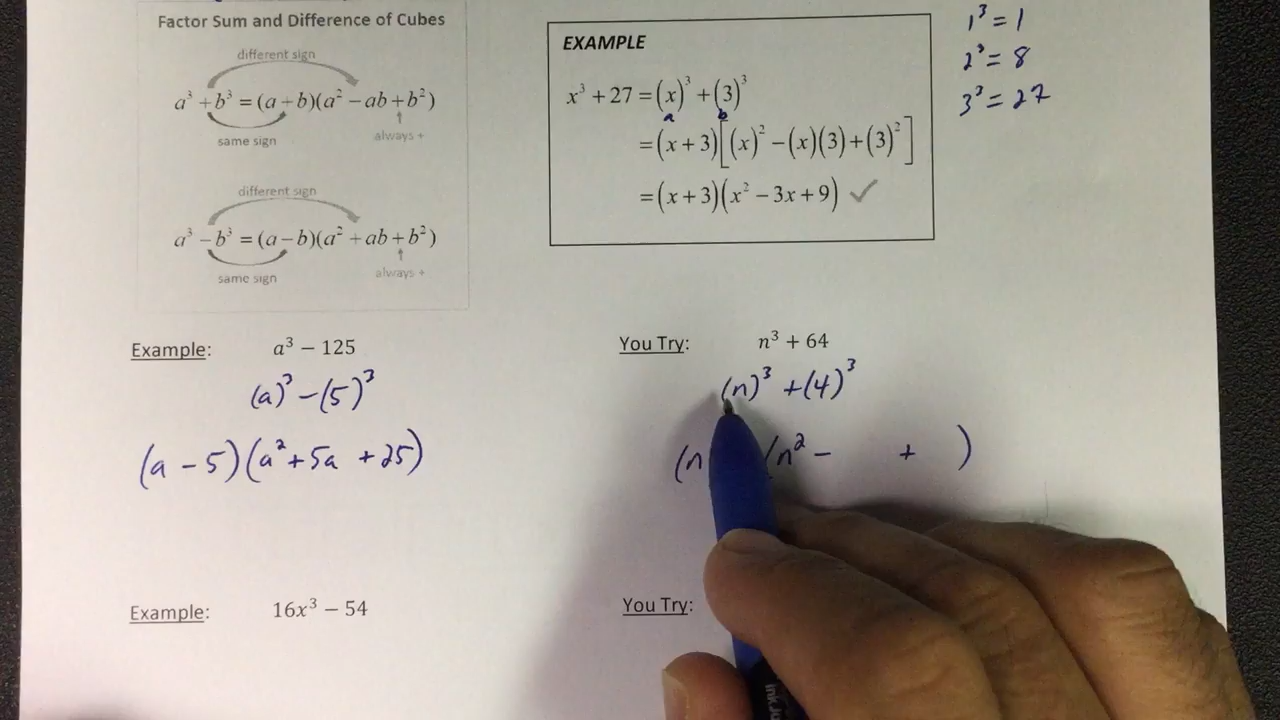 Factor Sum and Difference of Cubes
different sign
a³ + b³ = (a + b)(a² − ab + b²)
same sign
always +
different sign
a³ − b³ = (a − b)(a² + ab + b²)
same sign
always +
EXAMPLE
x³ + 27 = (x)³ + (3)³
a b
= (x + 3)[(x)² − (x)(3) + (3)²]
= (x + 3)(x² − 3x + 9) ✓
1³ = 1
2³ = 8
3³ = 27
Example: a³ − 125
(a)³ − (5)³
(a − 5)(a² + 5a + 25)
You Try: n³ + 64
(n)³ + (4)³
(n (n² − + )
Example: 16x³ − 54
You Try: